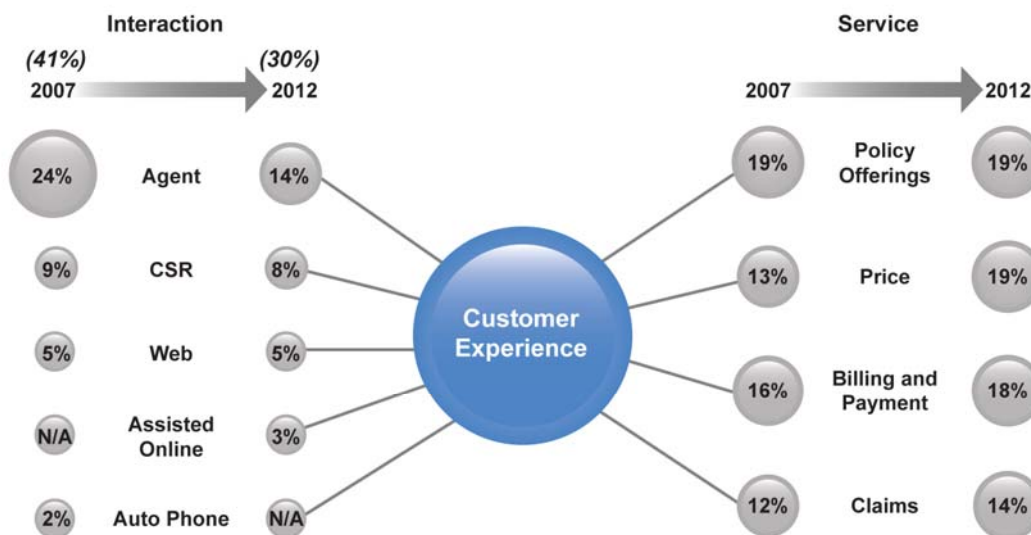 Interaction
(41%)
(30%)
2007
2012
24%
Agent
14%
9%
CSR
8%
5%
Web
5%
N/A
Assisted
Online
3%
2%
Auto Phone
N/A
Customer
Experience
Service
2007
2012
19%
Policy
Offerings
19%
13%
Price
19%
16%
Billing and
Payment
18%
12%
Claims
14%